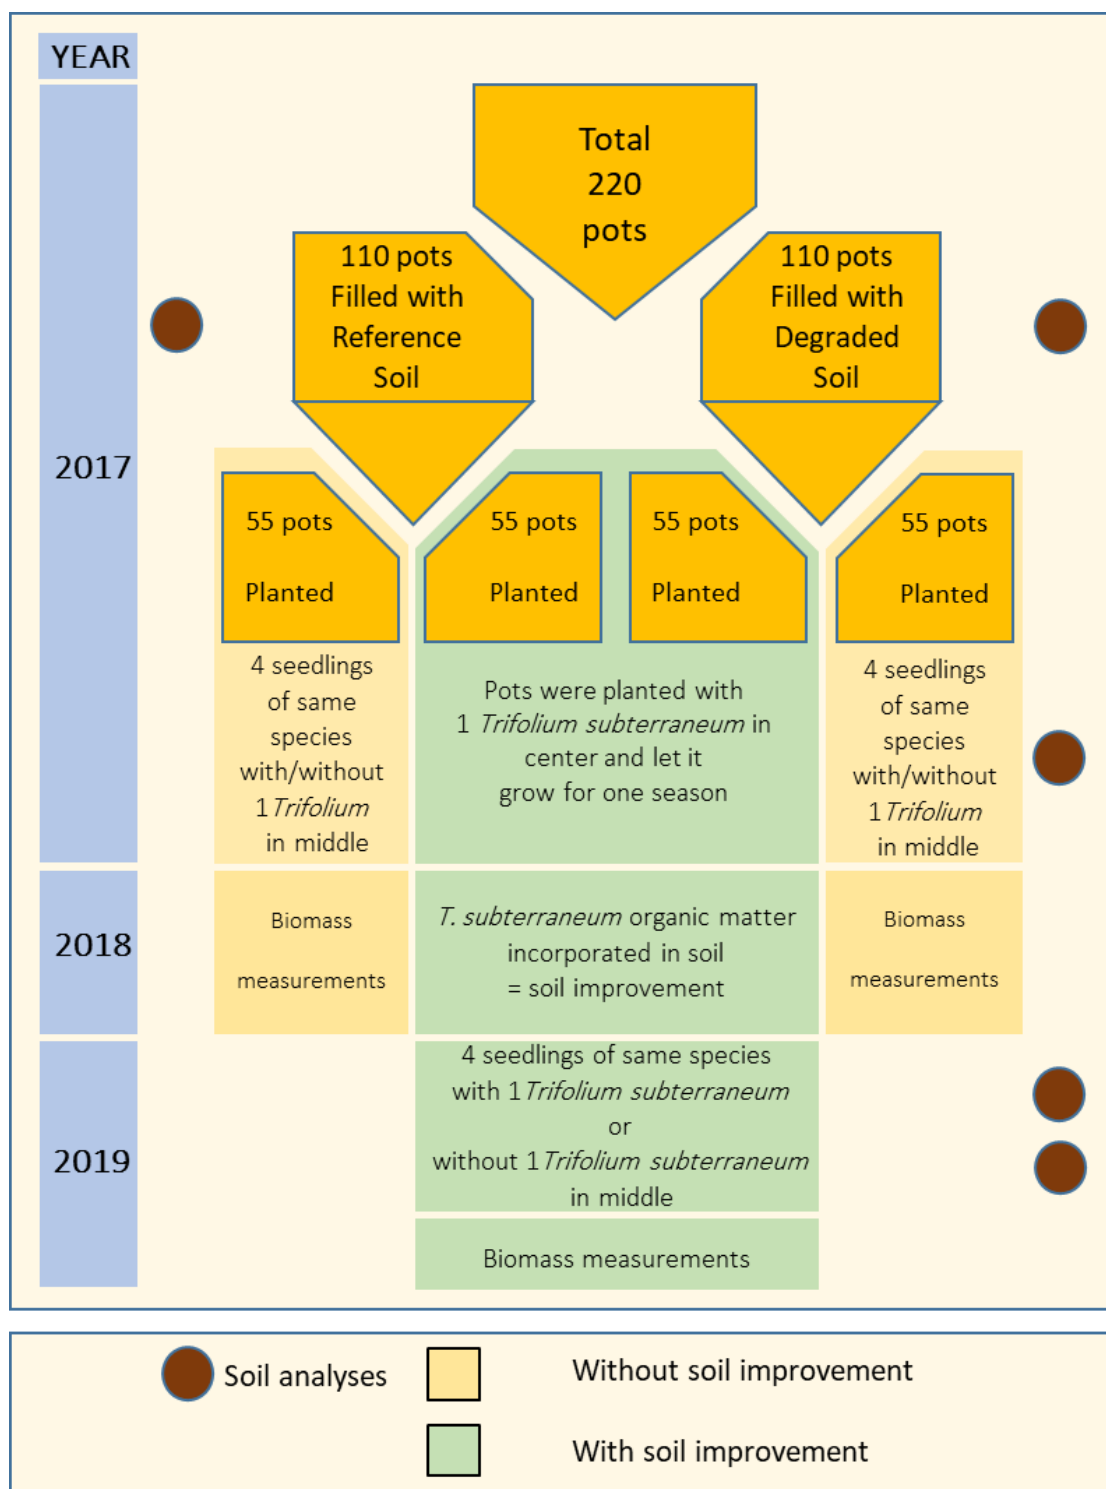 YEAR
Total
220
pots
110 pots
Filled with
Reference
Soil
110 pots
Filled with
Degraded
Soil
2017
55 pots
Planted
55 pots
Planted
55 pots
Planted
55 pots
Planted
4 seedlings
of same
species
with/without
1 Trifolium
in middle
Pots were planted with
1 Trifolium subterraneum in
center and let it
grow for one season
4 seedlings
of same
species
with/without
1 Trifolium
in middle
2018
Biomass
measurements
T. subterraneum organic matter
incorporated in soil
= soil improvement
Biomass
measurements
2019
4 seedlings of same species
with 1 Trifolium subterraneum
or
without 1 Trifolium subterraneum
in middle
Biomass measurements
Soil analyses
Without soil improvement
With soil improvement